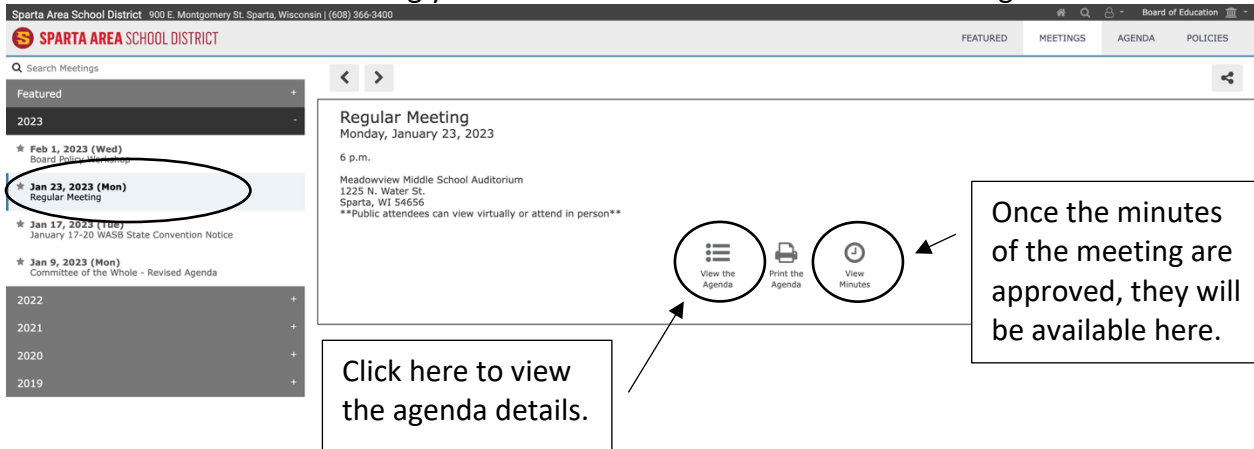 Sparta Area School District 900 E. Montgomery St. Sparta, Wisconsin | (608) 366-3400
Board of Education
S SPARTA AREA SCHOOL DISTRICT
FEATURED MEETINGS AGENDA POLICIES
Search Meetings
Featured +
2023 -
Feb 1, 2023 (Wed)
Board Policy Workshop
Jan 23, 2023 (Mon)
Regular Meeting
Jan 17, 2023 (Tue)
January 17-20 WASB State Convention Notice
Jan 9, 2023 (Mon)
Committee of the Whole - Revised Agenda
2022 +
2021 +
2020 +
2019 +
Regular Meeting
Monday, January 23, 2023
6 p.m.
Meadowview Middle School Auditorium
1225 N. Water St.
Sparta, WI 54656
**Public attendees can view virtually or attend in person**
View the
Agenda
Print the
Agenda
View
Minutes
Once the minutes
of the meeting are
approved, they will
be available here.
Click here to view
the agenda details.